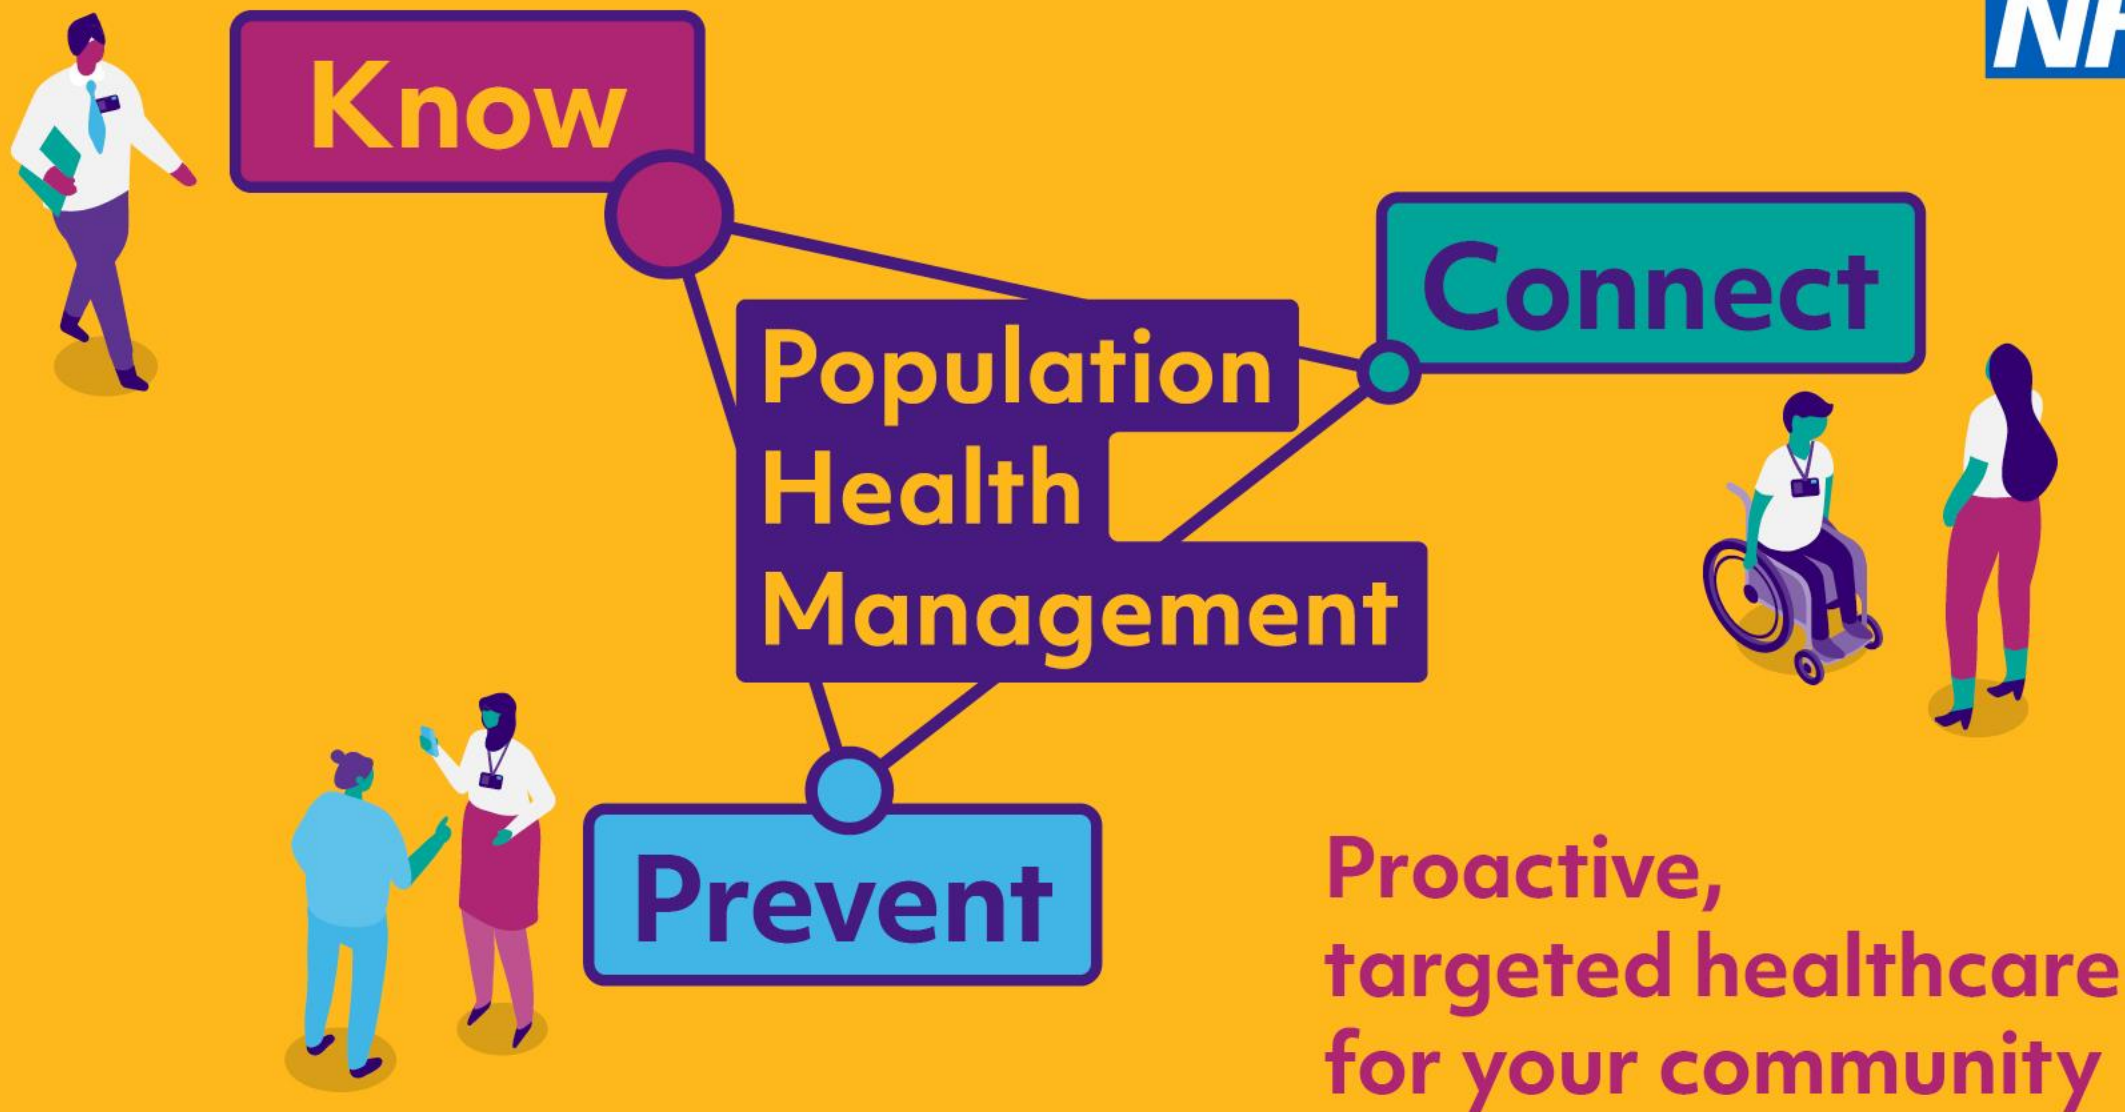 Know
Connect
Population
Health
Management
Prevent
Proactive,
targeted healthcare
for your community